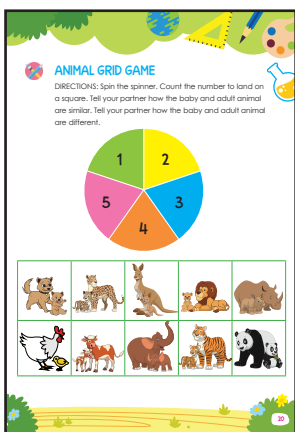 ANIMAL GRID GAME
DIRECTIONS: Spin the spinner. Count the number to land on
a square. Tell your partner how the baby and adult animal
are similar. Tell your partner how the baby and adult animal
are different.
1
2
5
3
4
20